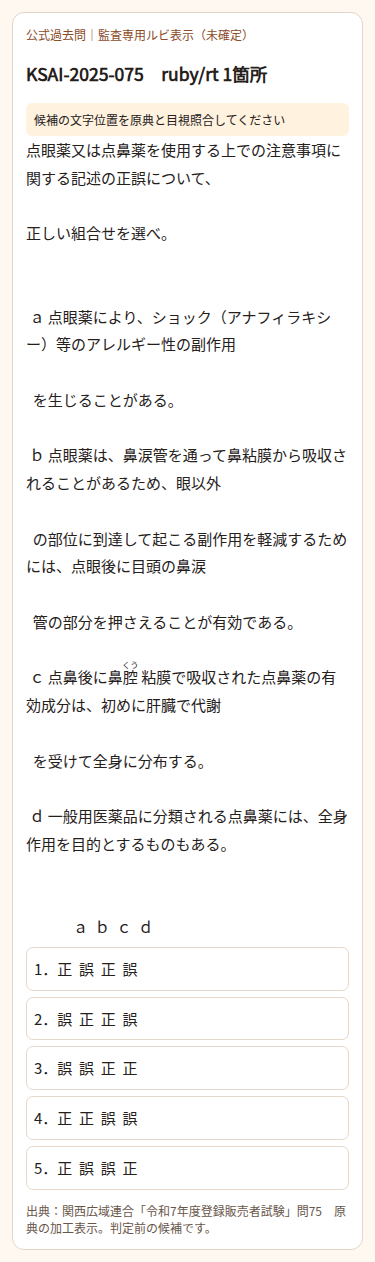 公式過去問｜監査専用ルビ表示（未確定）
KSAI-2025-075　ruby/rt 1箇所
候補の文字位置を原典と目視照合してください
点眼薬又は点鼻薬を使用する上での注意事項に
関する記述の正誤について、
正しい組合せを選べ。
ａ 点眼薬により、ショック（アナフィラキシ
ー）等のアレルギー性の副作用
を生じることがある。
ｂ 点眼薬は、鼻涙管を通って鼻粘膜から吸収さ
れることがあるため、眼以外
の部位に到達して起こる副作用を軽減するため
には、点眼後に目頭の鼻涙
管の部分を押さえることが有効である。
くう
ｃ 点鼻後に鼻腔 粘膜で吸収された点鼻薬の有
効成分は、初めに肝臓で代謝
を受けて全身に分布する。
ｄ 一般用医薬品に分類される点鼻薬には、全身
作用を目的とするものもある。
ａ ｂ ｃ ｄ
1．正 誤 正 誤
2．誤 正 正 誤
3．誤 誤 正 正
4．正 正 誤 誤
5．正 誤 誤 正
出典：関西広域連合「令和7年度登録販売者試験」問75　原
典の加工表示。判定前の候補です。